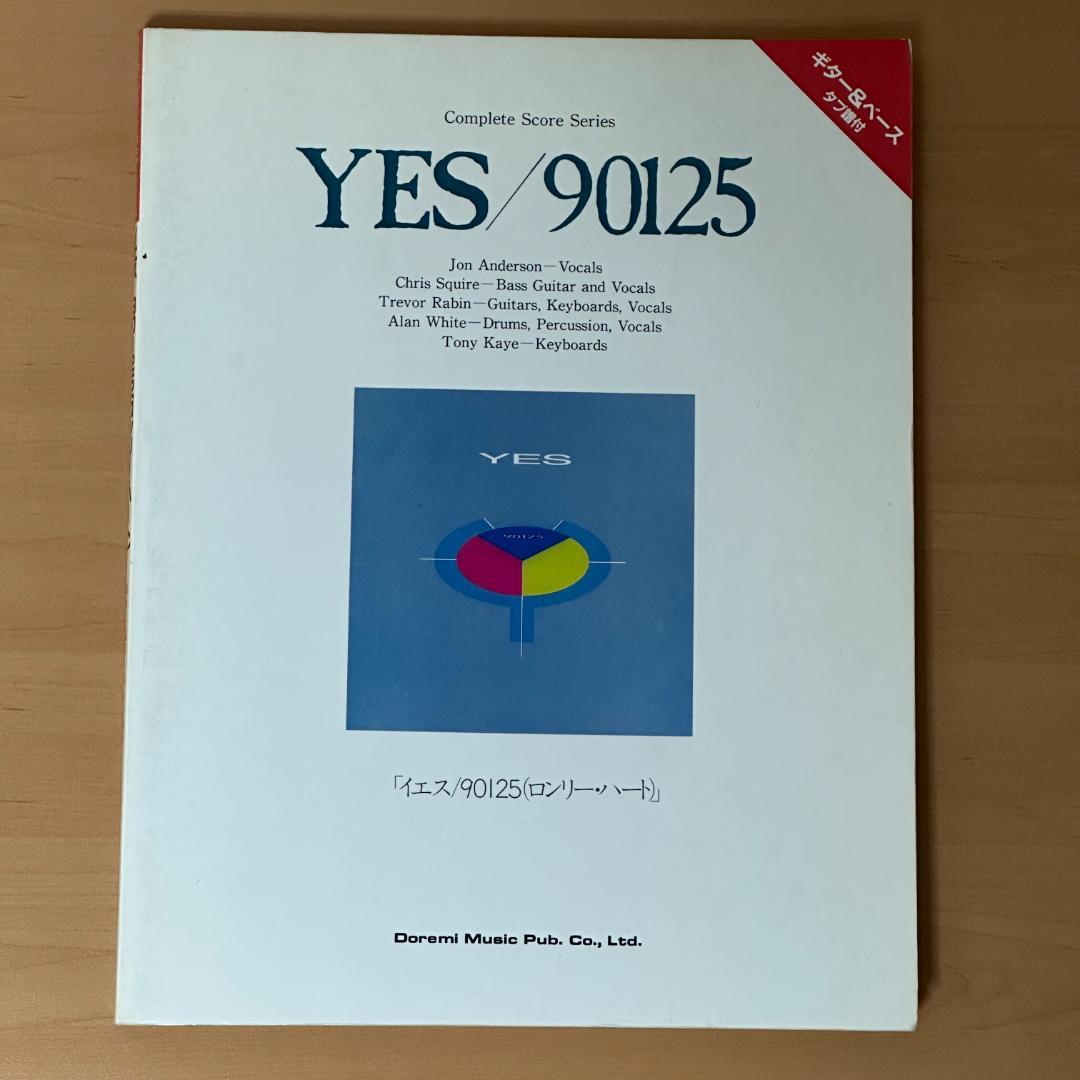 ギター&ベース
タブ譜付
Complete Score Series
YES/90125
Jon Anderson—Vocals
Chris Squire—Bass Guitar and Vocals
Trevor Rabin—Guitars, Keyboards, Vocals
Alan White—Drums, Percussion, Vocals
Tony Kaye—Keyboards
YES
90125
「イエス/90125(ロンリー・ハート)」
Doremi Music Pub. Co., Ltd.